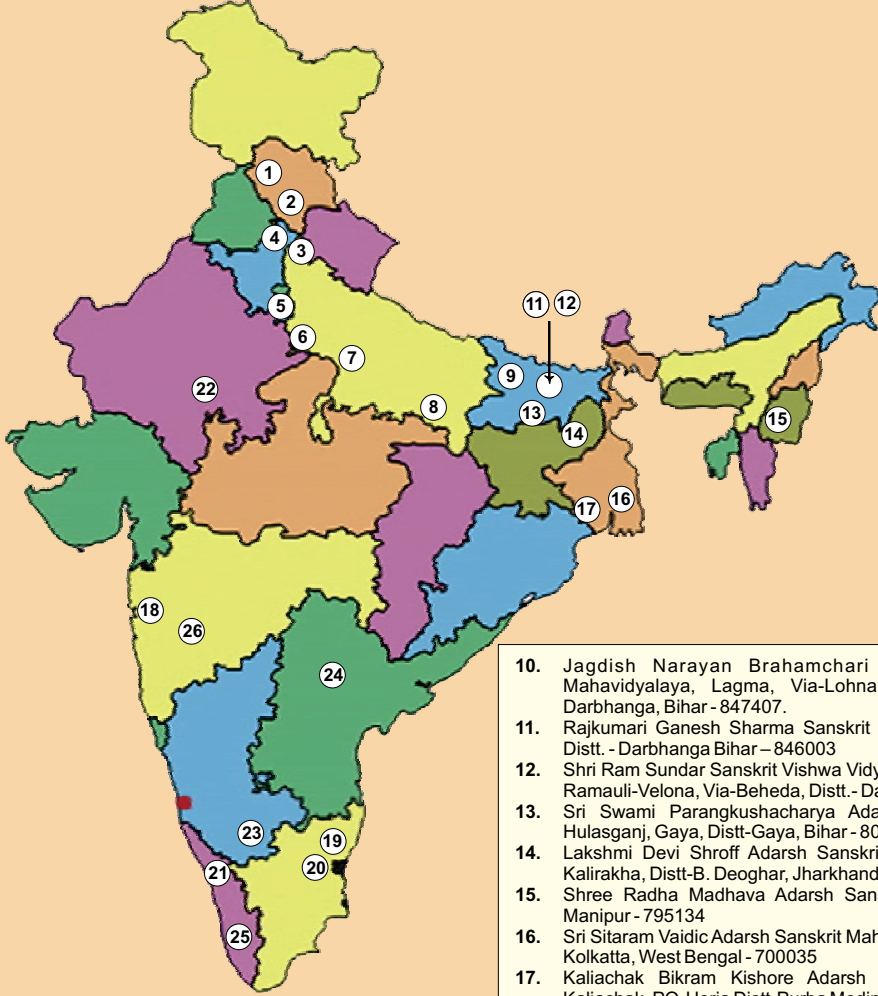 1
2
4
3
5
6
7
11 12
9
8
13
22
14
15
16
17
18
26
24
23
19
20
21
25
10. Jagdish Narayan Brahamchari
Mahavidyalaya, Lagma, Via-Lohna
Darbhanga, Bihar - 847407.
11. Rajkumari Ganesh Sharma Sanskrit
Distt. - Darbhanga Bihar – 846003
12. Shri Ram Sundar Sanskrit Vishwa
Ramauli-Velona, Via-Beheda, Distt.-
13. Sri Swami Parangkushacharya
Hulasganj, Gaya, Distt-Gaya, Bihar -
14. Lakshmi Devi Shroff Adarsh
Kalirakha, Distt-B. Deoghar, Jharkhand
15. Shree Radha Madhava Adarsh
Manipur - 795134
16. Sri Sitaram Vaidic Adarsh Sanskrit
Kolkatta, West Bengal - 700035
17. Kaliachak Bikram Kishore Adarsh